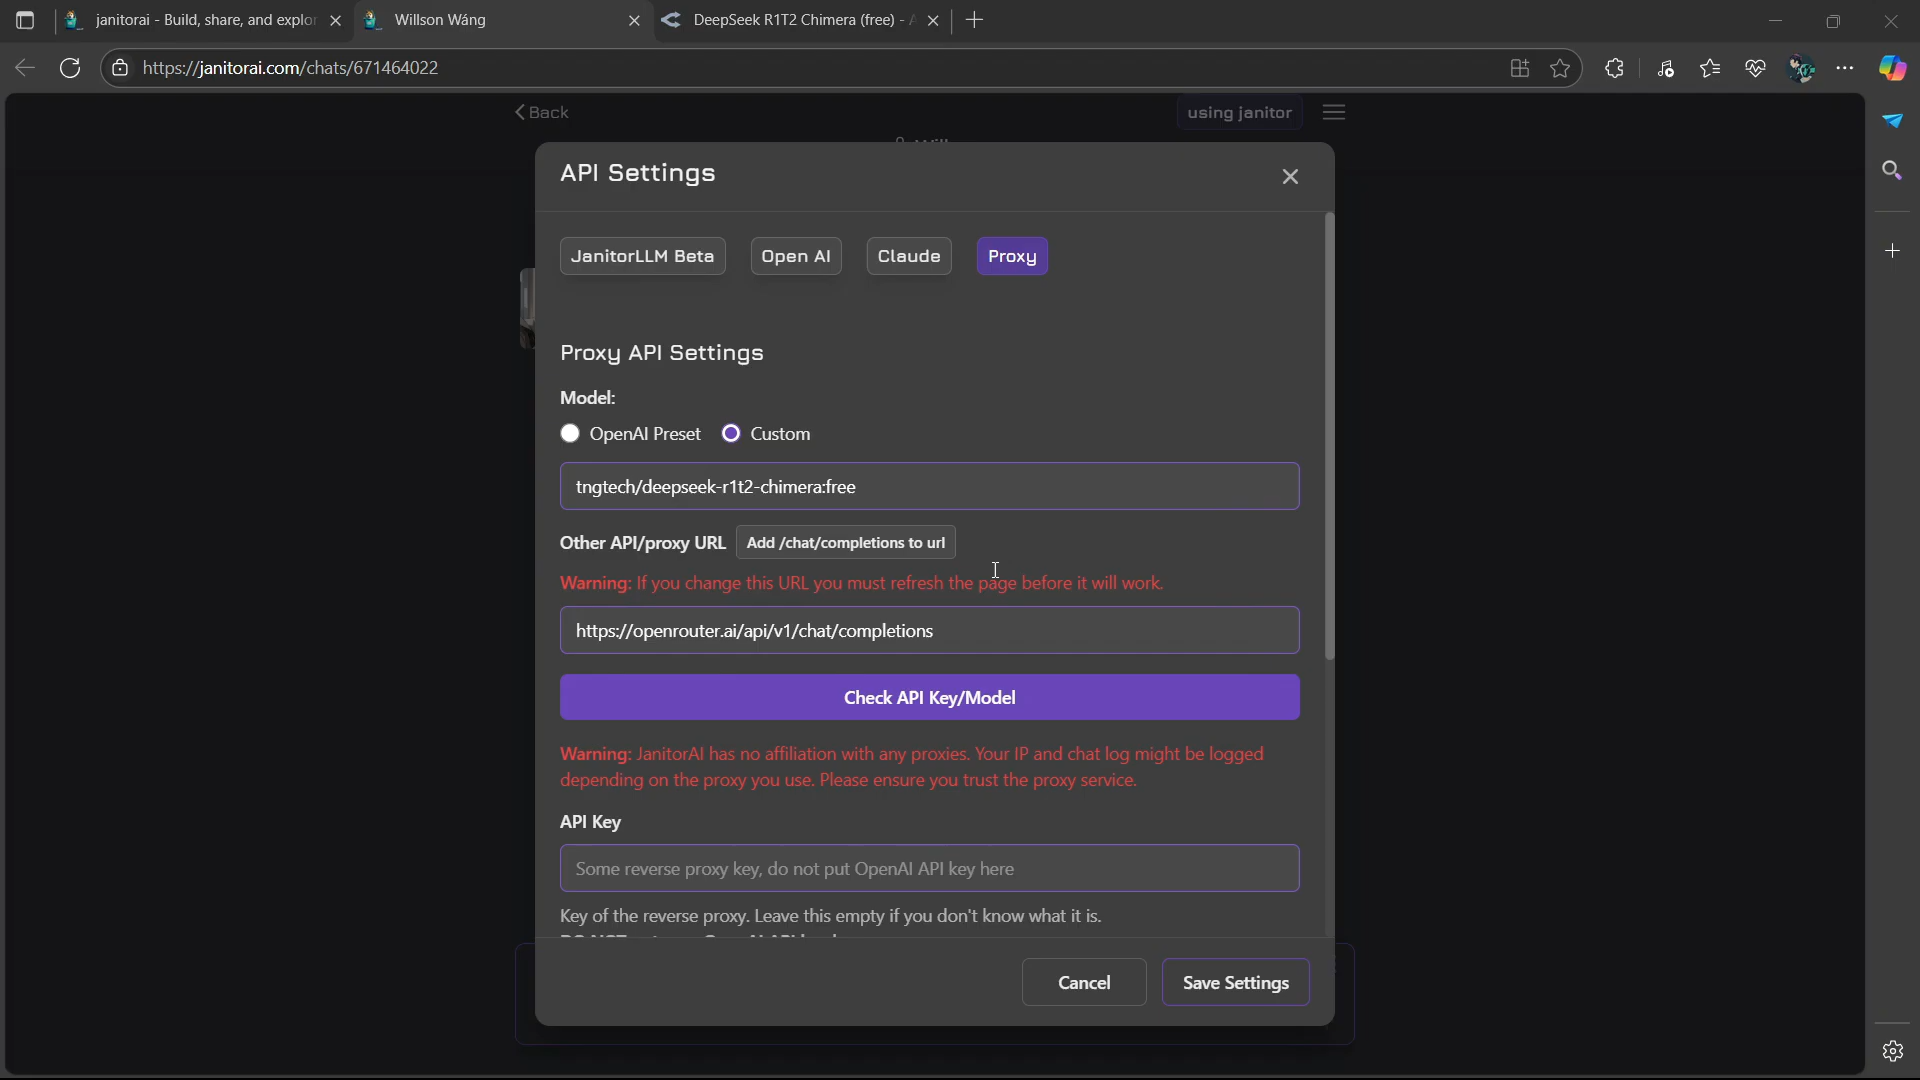 janitorai - Build, share, and explor
Willson Wáng
DeepSeek R1T2 Chimera (free) - A
https://janitorai.com/chats/671464022
Back
using janitor
API Settings
JanitorLLM Beta
Open AI
Claude
Proxy
Proxy API Settings
Model:
OpenAI Preset
Custom
tngtech/deepseek-r1t2-chimera:free
Other API/proxy URL
Add /chat/completions to url
Warning: If you change this URL you must refresh the page before it will work.
https://openrouter.ai/api/v1/chat/completions
Check API Key/Model
Warning: JanitorAI has no affiliation with any proxies. Your IP and chat log might be logged
depending on the proxy you use. Please ensure you trust the proxy service.
API Key
Some reverse proxy key, do not put OpenAI API key here
Key of the reverse proxy. Leave this empty if you don't know what it is.
Cancel
Save Settings